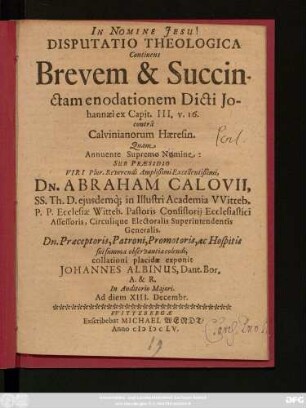 IN NOMINE JESU!
DISPUTATIO THEOLOGICA
Continens
Brevem & Succin-
ctam enodationem Dicti Jo-
hannæi ex Capit. III, v. 16.
contrà
Calvinianorum Hæresin.
Quam
Annuente Supremo Numine,
SUB PRÆSIDIO
VIRI Plur. Reverendi Amplissimi Excellentissimi,
DN. ABRAHAM CALOVII,
SS. Th. D. ejusdemq; in Illustri Academia VVitteb.
P. P. Ecclesiæ Witteb. Pastoris Consistorij Ecclesiastici
Assessoris, Circulique Electoralis Superintendentis
Generalis.
Dn. Præceptoris, Patroni, Promotoris, ac Hospitis
sui summa observantia colendi,
collationi placidæ exponit
JOHANNES ALBINUS, Dant. Bor.
A. & R.
In Auditorio Majori.
Ad diem XIII. Decembr.
WITTEBERGÆ
Exscribebat MICHAEL WENDT
Anno cIɔ Iɔc LV.
19